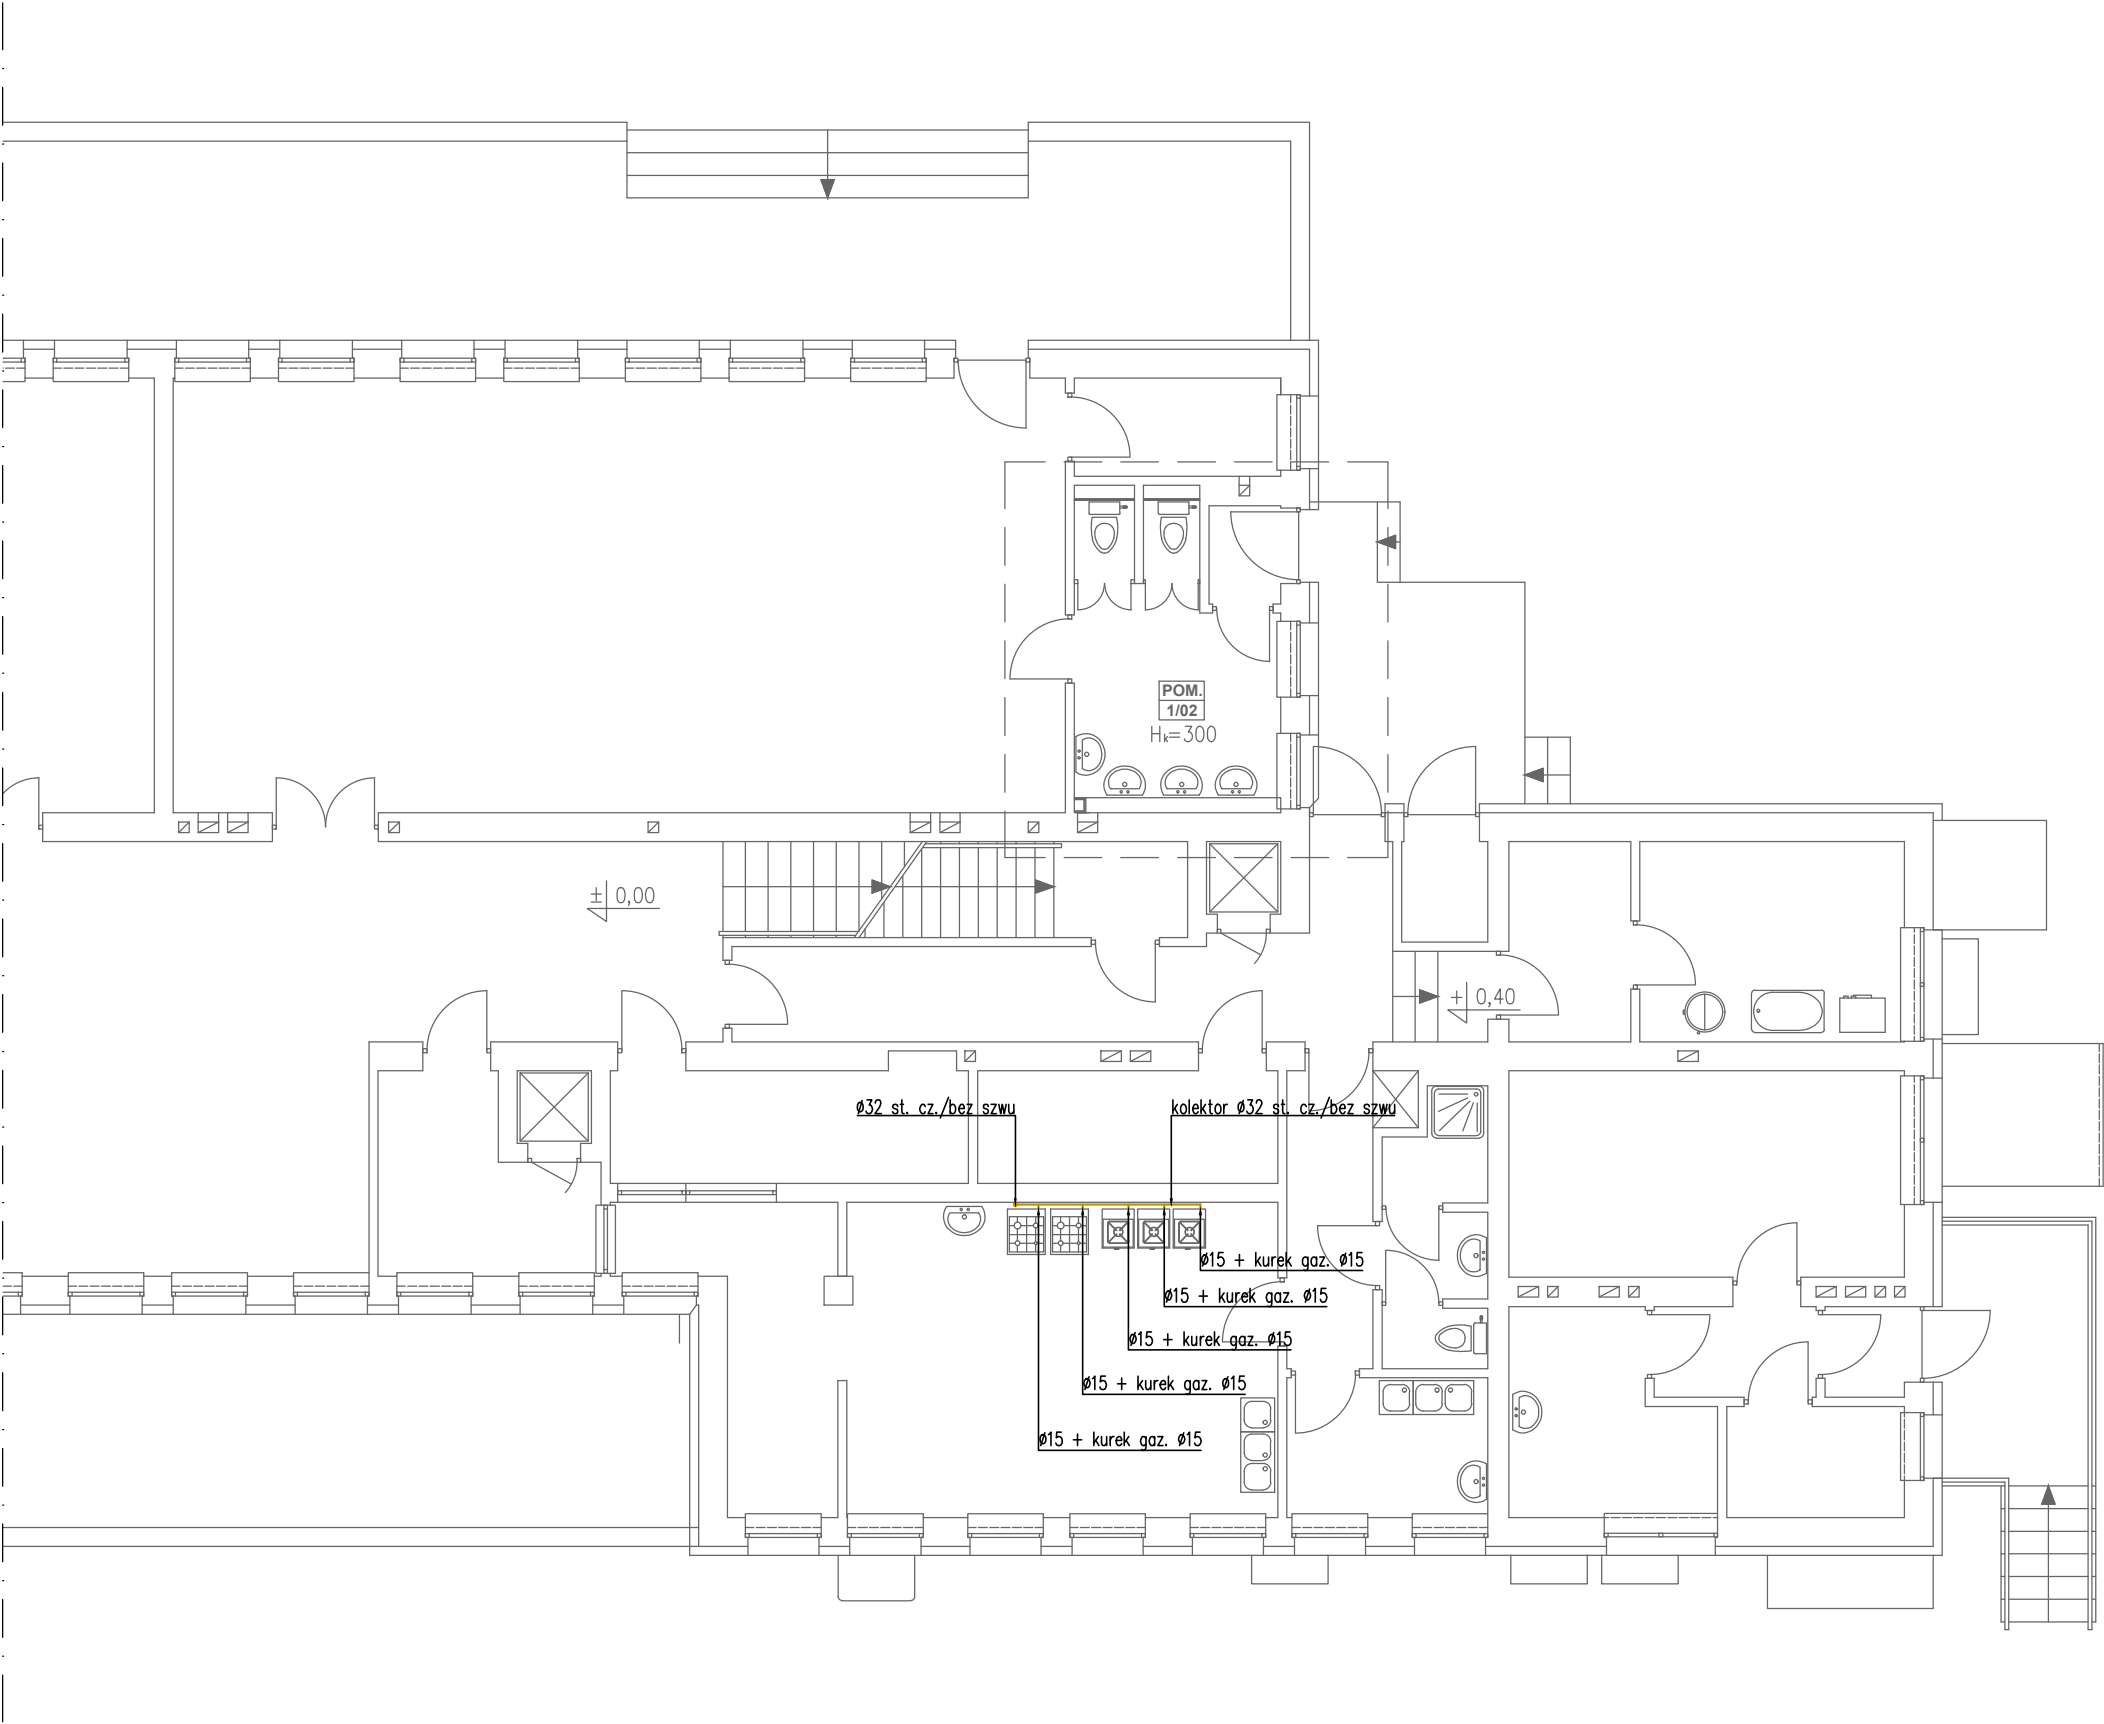 POM.
1/02
Hk=300
± 0,00
+ 0,40
ø32 st. cz./bez szwu
kolektor ø32 st. cz./bez szwu
ø15 + kurek gaz. ø15
ø15 + kurek gaz. ø15
ø15 + kurek gaz. ø15
ø15 + kurek gaz. ø15
ø15 + kurek gaz. ø15